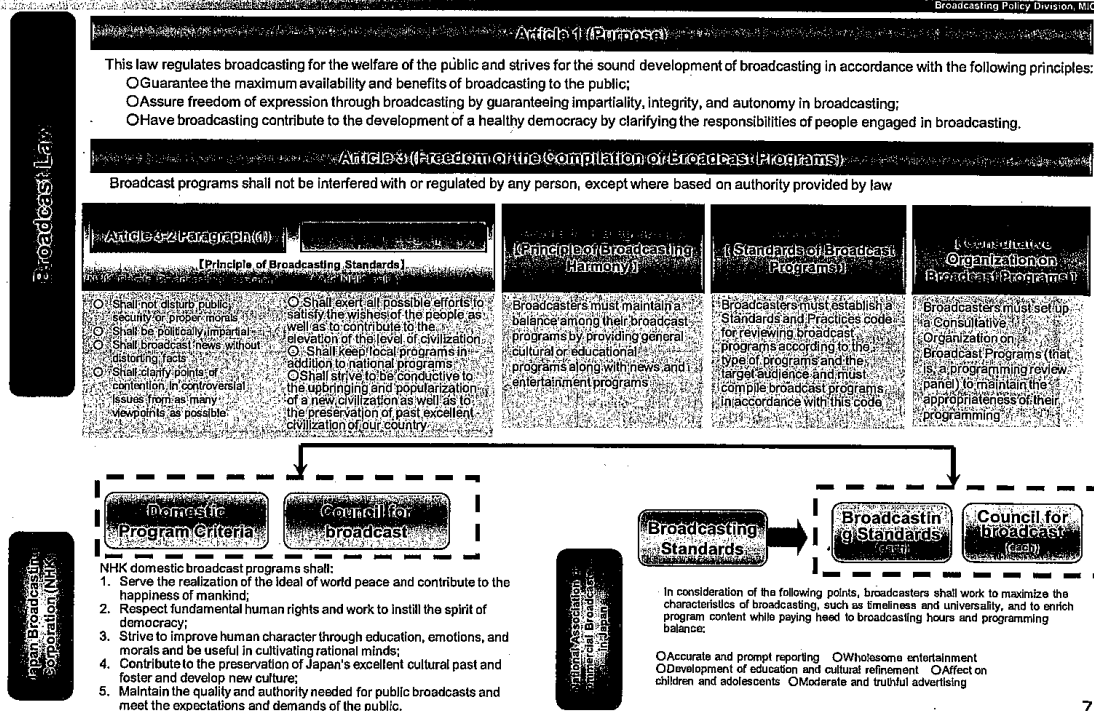 Broadcasting Policy Division, MIC
Broadcast Law
Article 1 (Purpose)
This law regulates broadcasting for the welfare of the public and strives for the sound development of broadcasting in accordance with the following principles:
○Guarantee the maximum availability and benefits of broadcasting to the public;
○Assure freedom of expression through broadcasting by guaranteeing impartiality, integrity, and autonomy in broadcasting;
○Have broadcasting contribute to the development of a healthy democracy by clarifying the responsibilities of people engaged in broadcasting.
Article 3 (Freedom of the Compilation of Broadcast Programs)
Broadcast programs shall not be interfered with or regulated by any person, except where based on authority provided by law
Article 3-2 Paragraph (1)
[Principle of Broadcasting Standards]
○ Shall not disturb public
security or proper morals
○ Shall be politically impartial
○ Shall broadcast news without
distorting facts
○ Shall clarify points of
contention in controversial
issues from as many
viewpoints as possible
○ Shall exert all possible efforts to
satisfy the wishes of the people as
well as to contribute to the
elevation of the level of civilization
○ Shall keep local programs in
addition to national programs
○Shall strive to be conducive to
the upbringing and popularization
of a new civilization as well as to
the preservation of past excellent
civilization of our country
[Principle of Broadcasting
Harmony]
Broadcasters must maintain a
balance among their broadcast
programs by providing general
cultural or educational
programs along with news and
entertainment programs
[Standards of Broadcast
Programs]
Broadcasters must establish a
Standards and Practices code
for reviewing broadcast
programs according to the
type of programs and the
target audience and must
compile broadcast programs
in accordance with this code
[Consultative
Organization on
Broadcast Programs]
Broadcasters must set up
a Consultative
Organization on
Broadcast Programs (that
is, a programming review
panel) to maintain the
appropriateness of their
programming
Japan Broadcasting
Corporation (NHK
Domestic
Program Criteria
Council for
broadcast
NHK domestic broadcast programs shall:
1. Serve the realization of the ideal of world peace and contribute to the
happiness of mankind;
2. Respect fundamental human rights and work to instill the spirit of
democracy;
3. Strive to improve human character through education, emotions, and
morals and be useful in cultivating rational minds;
4. Contribute to the preservation of Japan's excellent cultural past and
foster and develop new culture;
5. Maintain the quality and authority needed for public broadcasts and
meet the expectations and demands of the public.
Association
Broadcast
in Japan
Broadcasting
Standards
Broadcastin
g Standards
(each)
Council for
broadcast
(each)
In consideration of the following points, broadcasters shall work to maximize the
characteristics of broadcasting, such as timeliness and universality, and to enrich
program content while paying heed to broadcasting hours and programming
balance:
○Accurate and prompt reporting ○Wholesome entertainment
○Development of education and cultural refinement ○Affect on
children and adolescents ○Moderate and truthful advertising
7